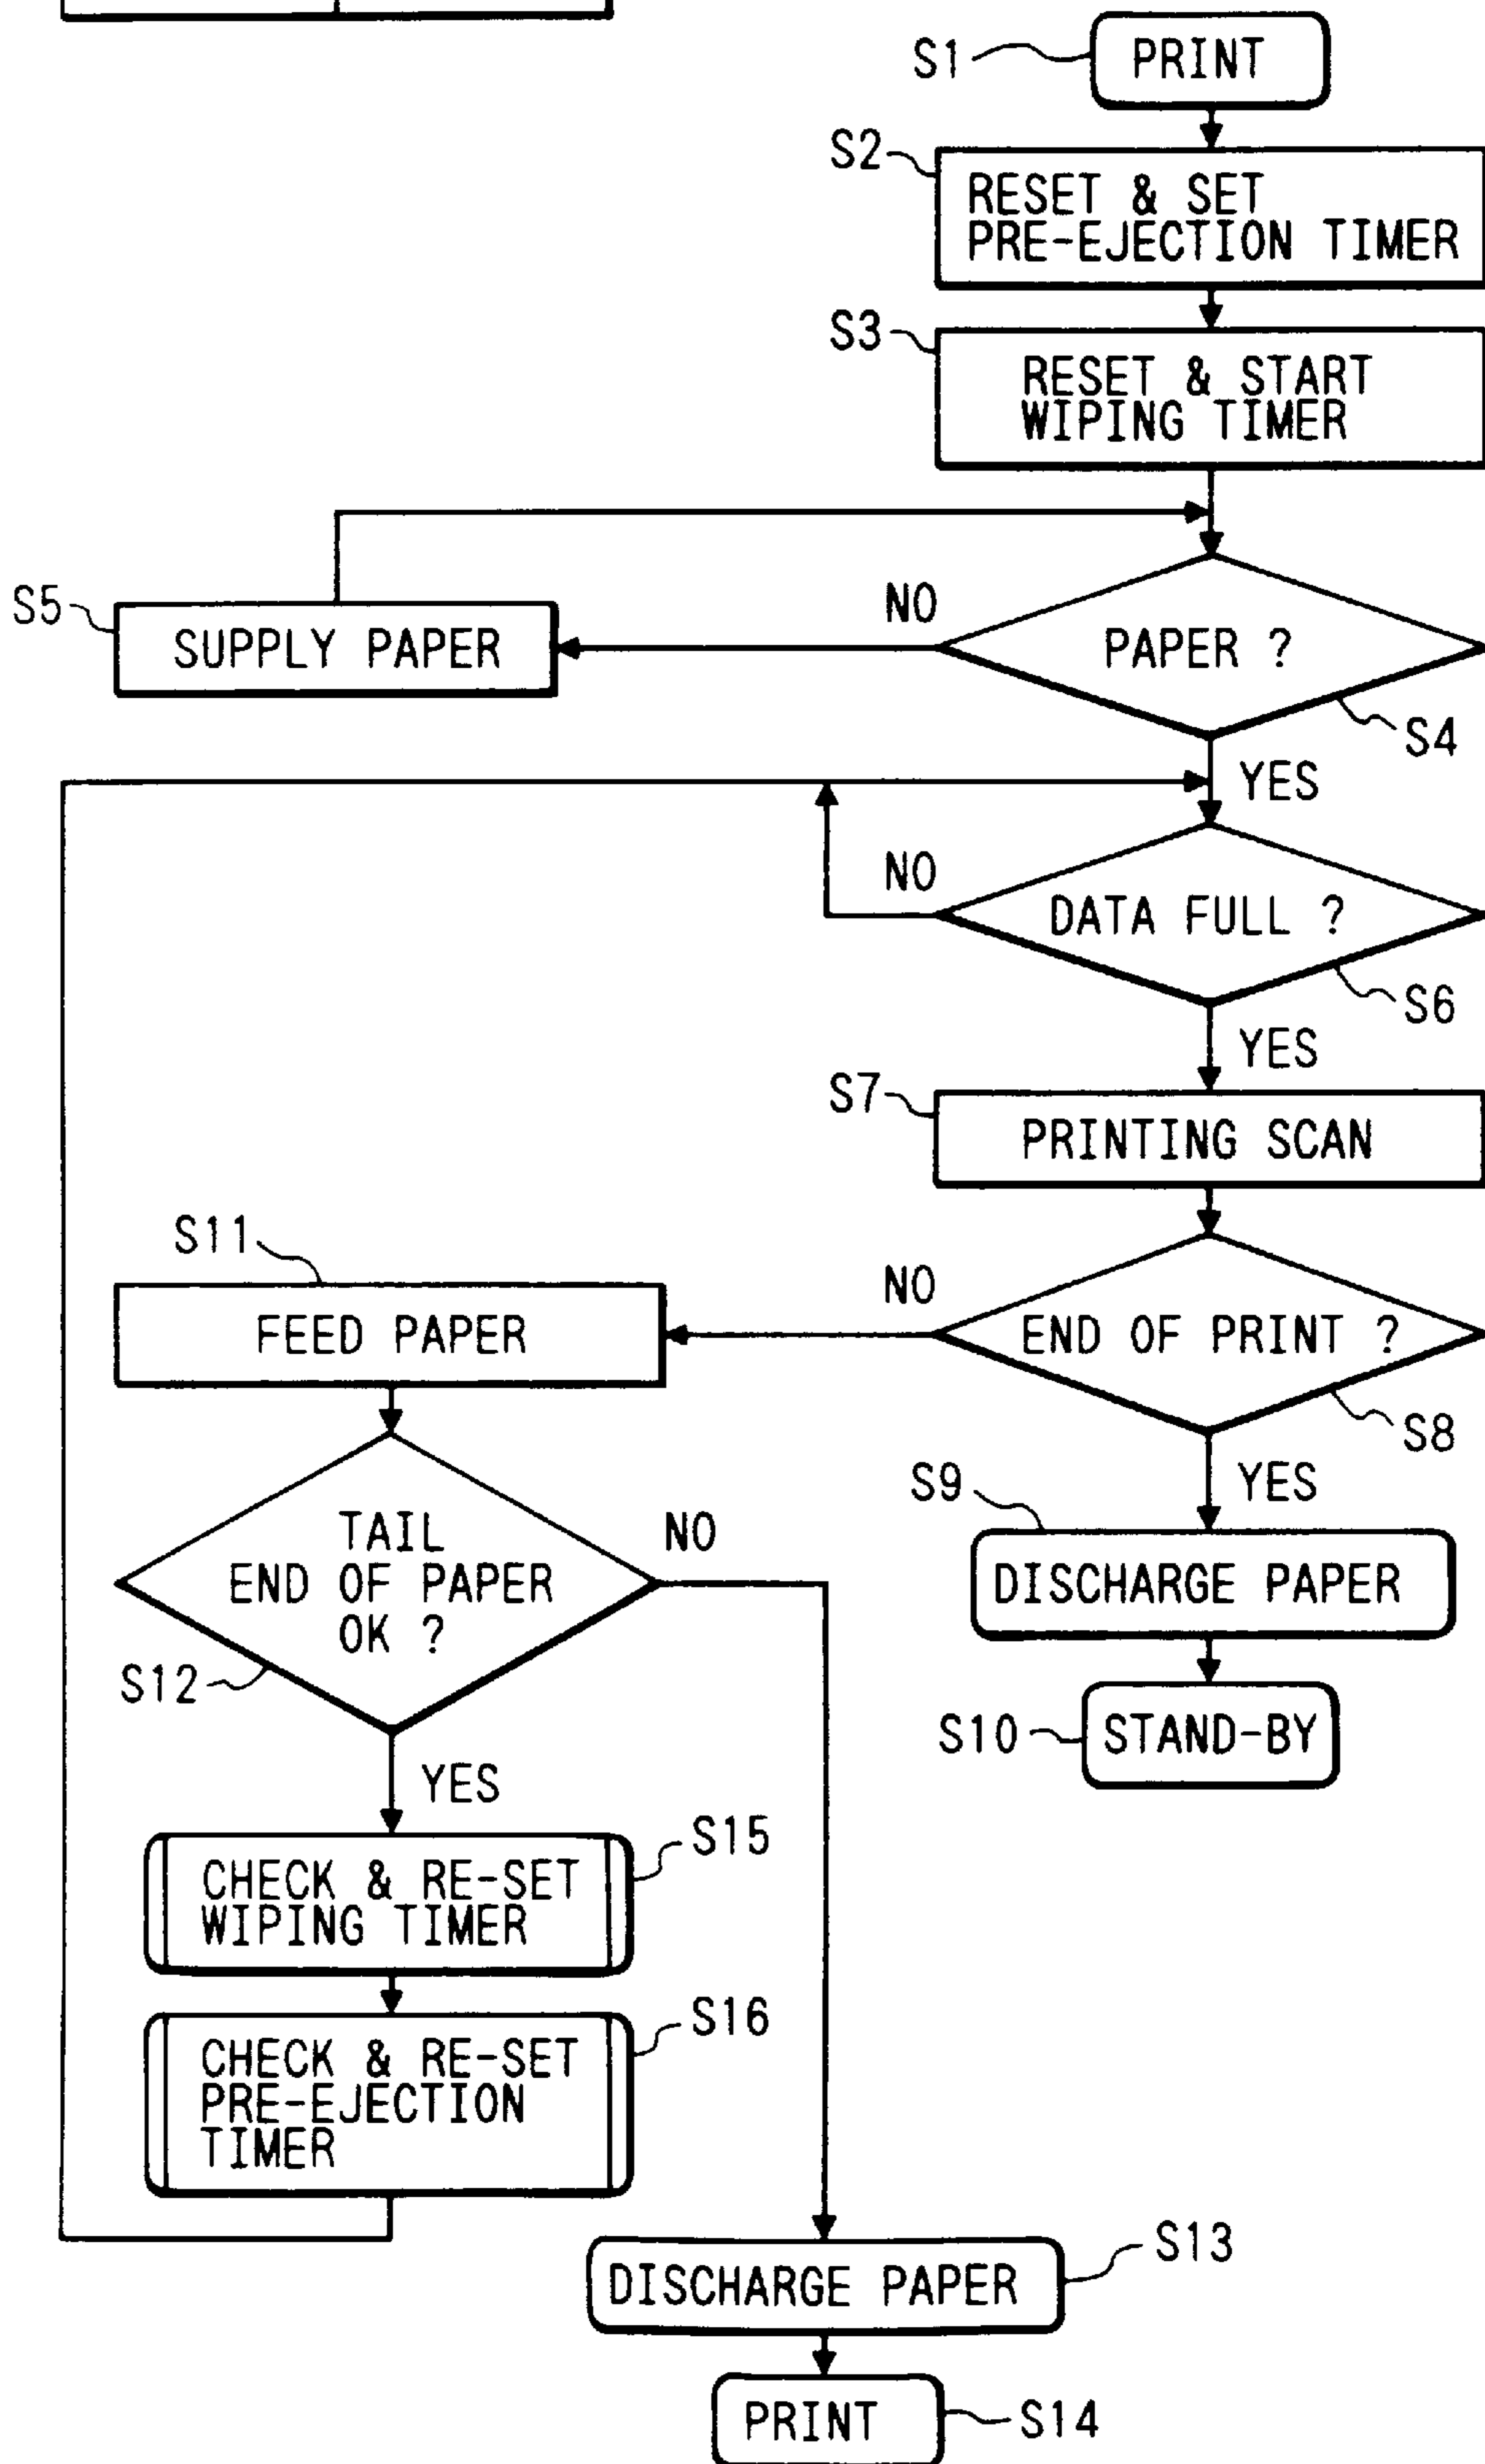 S1
PRINT
S2
RESET & SET
PRE-EJECTION TIMER
S3
RESET & START
WIPING TIMER
S5
SUPPLY PAPER
NO
PAPER ?
S4
YES
NO
DATA FULL ?
S6
YES
S7
PRINTING SCAN
S11
FEED PAPER
NO
END OF PRINT ?
S8
YES
S9
DISCHARGE PAPER
S10
STAND-BY
TAIL
END OF PAPER
OK ?
NO
S12
YES
S15
CHECK & RE-SET
WIPING TIMER
S16
CHECK & RE-SET
PRE-EJECTION
TIMER
S13
DISCHARGE PAPER
PRINT
S14